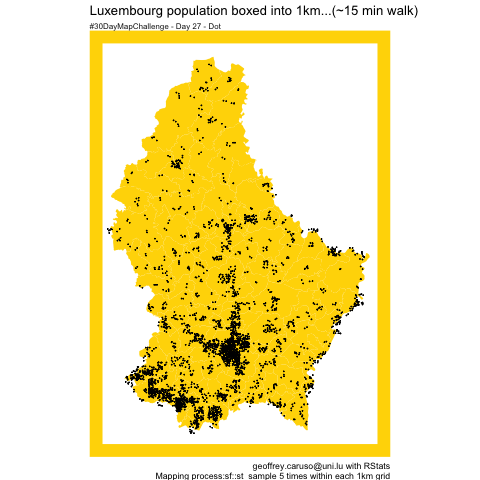 Luxembourg population boxed into 1km...(~15 min walk)
#30DayMapChallenge - Day 27 - Dot
geoffrey.caruso@uni.lu with RStats
Mapping process:sf::st_sample 5 times within each 1km grid